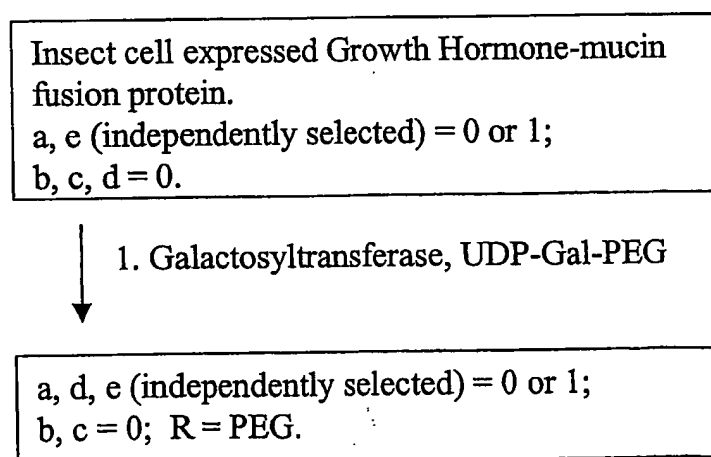 Insect cell expressed Growth Hormone-mucin
fusion protein.
a, e (independently selected) = 0 or 1;
b, c, d = 0.
1. Galactosyltransferase, UDP-Gal-PEG
a, d, e (independently selected) = 0 or 1;
b, c = 0; R = PEG.